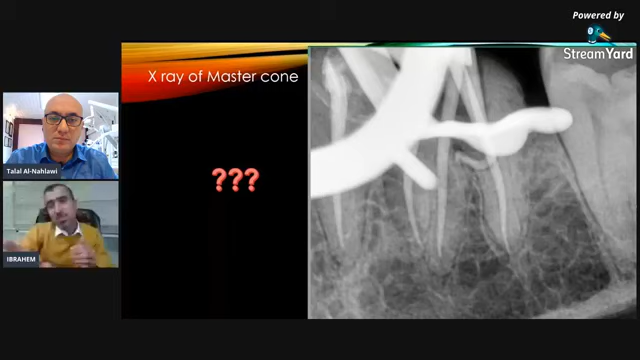 Powered by
StreamYard
X ray of Master cone
???
Talal Al-Nahlawi
IBRAHEM